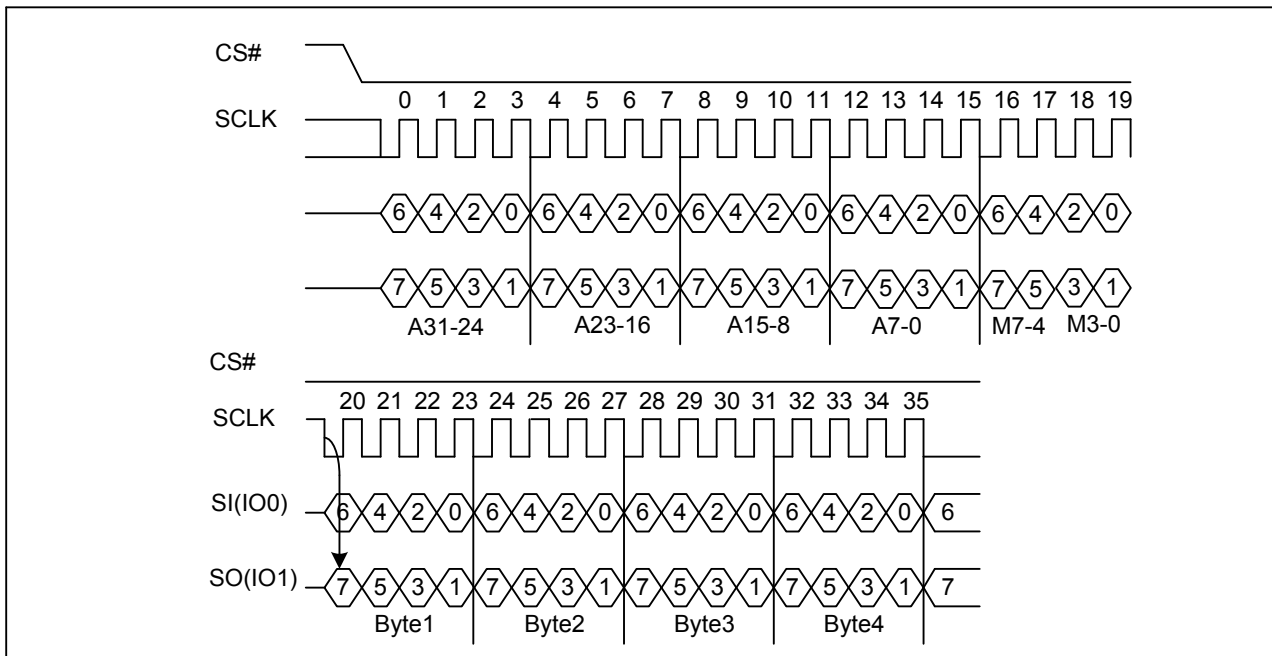 CS#
0 1 2 3 4 5 6 7 8 9 10 11 12 13 14 15 16 17 18 19
SCLK
6 4 2 0 6 4 2 0 6 4 2 0 6 4 2 0 6 4 2 0
7 5 3 1 7 5 3 1 7 5 3 1 7 5 3 1 7 5 3 1
A31-24 A23-16 A15-8 A7-0 M7-4 M3-0
CS#
20 21 22 23 24 25 26 27 28 29 30 31 32 33 34 35
SCLK
SI(IO0) 6 4 2 0 6 4 2 0 6 4 2 0 6 4 2 0 6
SO(IO1) 7 5 3 1 7 5 3 1 7 5 3 1 7 5 3 1 7
Byte1 Byte2 Byte3 Byte4